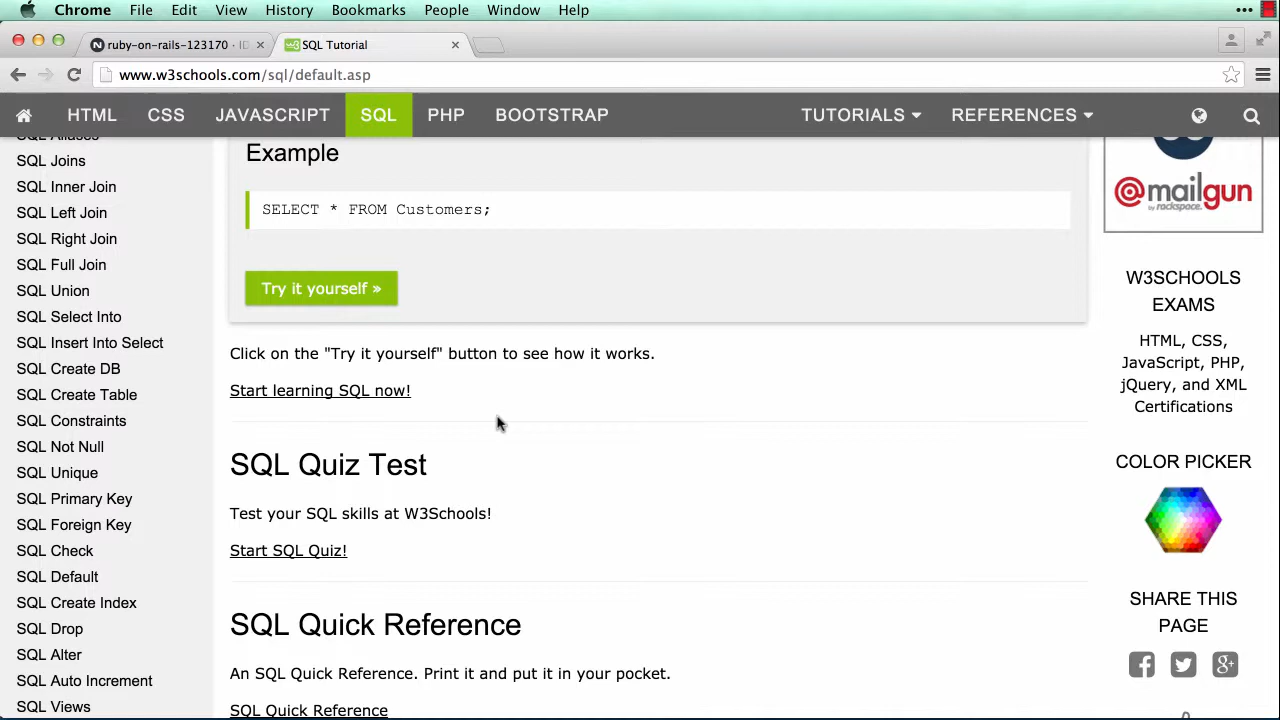 Chrome File Edit View History Bookmarks People Window Help
ruby-on-rails-123170 · ID
SQL Tutorial
www.w3schools.com/sql/default.asp
HTML CSS JAVASCRIPT SQL PHP BOOTSTRAP TUTORIALS REFERENCES
SQL Aliases
SQL Joins
SQL Inner Join
SQL Left Join
SQL Right Join
SQL Full Join
SQL Union
SQL Select Into
SQL Insert Into Select
SQL Create DB
SQL Create Table
SQL Constraints
SQL Not Null
SQL Unique
SQL Primary Key
SQL Foreign Key
SQL Check
SQL Default
SQL Create Index
SQL Drop
SQL Alter
SQL Auto Increment
SQL Views
Example
SELECT * FROM Customers;
Try it yourself »
Click on the "Try it yourself" button to see how it works.
Start learning SQL now!
SQL Quiz Test
Test your SQL skills at W3Schools!
Start SQL Quiz!
SQL Quick Reference
An SQL Quick Reference. Print it and put it in your pocket.
SQL Quick Reference
@mailgun
by rackspace.
W3SCHOOLS
EXAMS
HTML, CSS,
JavaScript, PHP,
jQuery, and XML
Certifications
COLOR PICKER
SHARE THIS
PAGE